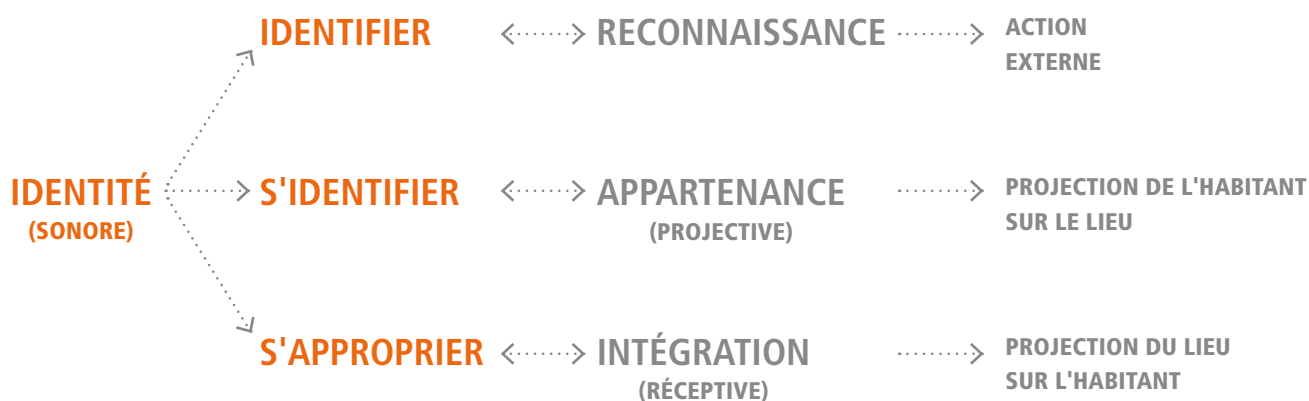 IDENTIFIER
RECONNAISSANCE
ACTION
EXTERNE
IDENTITÉ
(SONORE)
S'IDENTIFIER
APPARTENANCE
(PROJECTIVE)
PROJECTION DE L'HABITANT
SUR LE LIEU
S'APPROPRIER
INTÉGRATION
(RÉCEPTIVE)
PROJECTION DU LIEU
SUR L'HABITANT